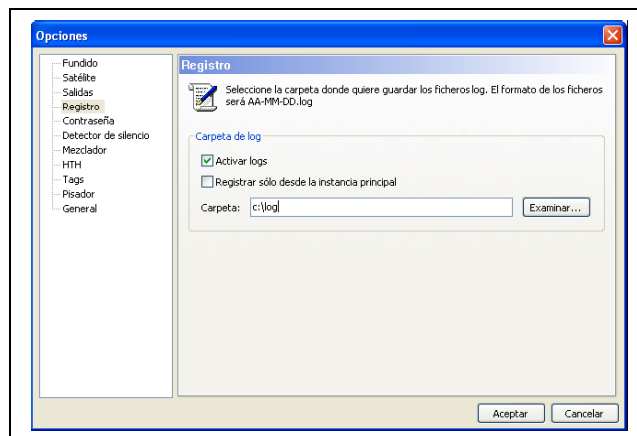 Opciones
Fundido
Satélite
Salidas
Registro
Contraseña
Detector de silencio
Mezclador
HTH
Tags
Pisador
General
Registro
Seleccione la carpeta donde quiere guardar los ficheros log. El formato de los ficheros
será AA-MM-DD.log
Carpeta de log
Activar logs
Registrar sólo desde la instancia principal
Carpeta: c:\log Examinar...
Aceptar Cancelar